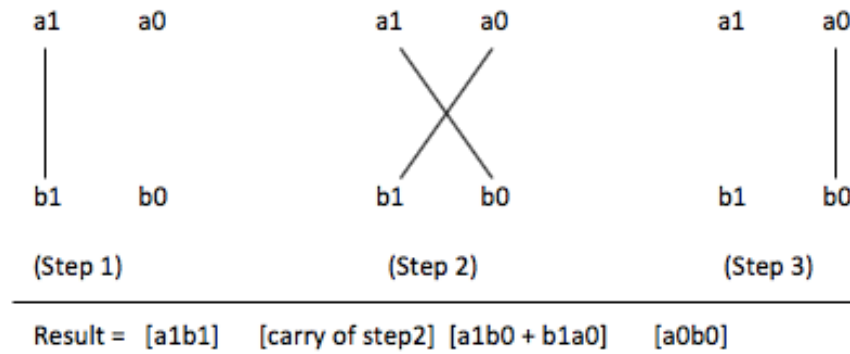 a1 a0 a1 a0 a1 a0
b1 b0 b1 b0 b1 b0
(Step 1) (Step 2) (Step 3)
Result = [a1b1] [carry of step2] [a1b0 + b1a0] [a0b0]